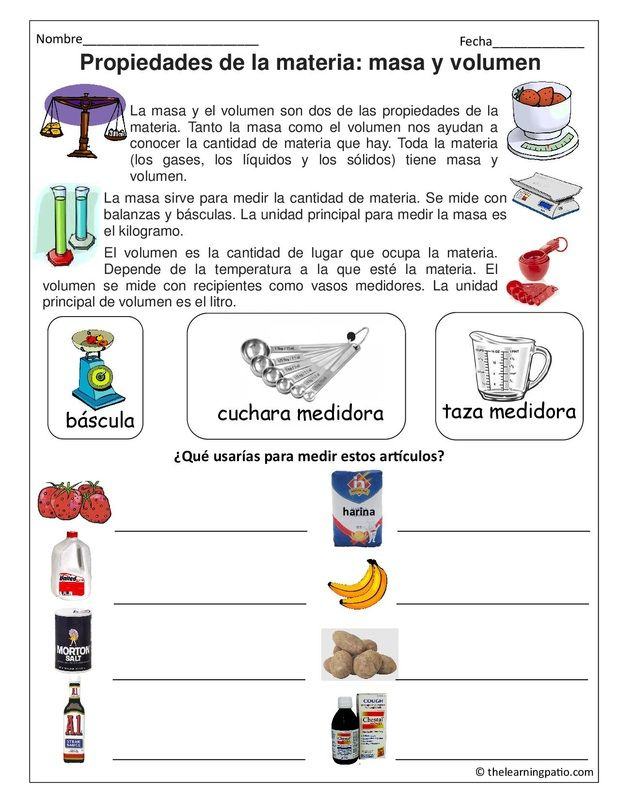 Nombre_________________________ Fecha_____________
Propiedades de la materia: masa y volumen
La masa y el volumen son dos de las propiedades de la
materia. Tanto la masa como el volumen nos ayudan a
conocer la cantidad de materia que hay. Toda la materia
(los gases, los líquidos y los sólidos) tiene masa y
volumen.
La masa sirve para medir la cantidad de materia. Se mide con
balanzas y básculas. La unidad principal para medir la masa es
el kilogramo.
El volumen es la cantidad de lugar que ocupa la materia.
Depende de la temperatura a la que esté la materia. El
volumen se mide con recipientes como vasos medidores. La unidad
principal de volumen es el litro.
báscula
cuchara medidora
taza medidora
¿Qué usarías para medir estos artículos?
harina
United
MORTON
SALT
A.1
A1
STEAK
SAUCE
COUGH
Chestal
© thelearningpatio.com